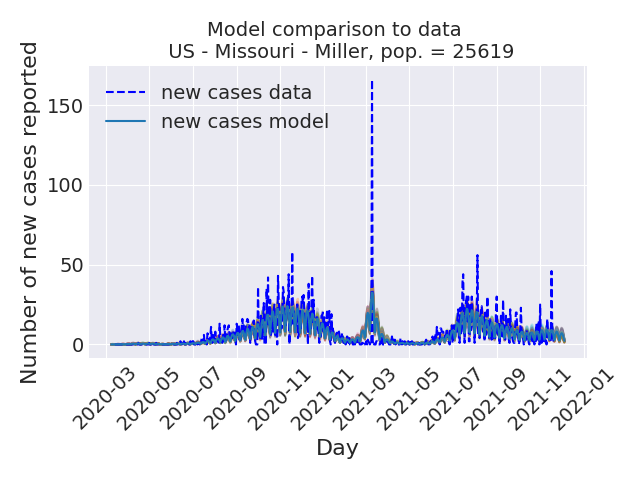 Model comparison to data
US - Missouri - Miller, pop. = 25619
Number of new cases reported
150
100
50
0
new cases data
new cases model
2020-03
2020-05
2020-07
2020-09
2020-11
2021-01
2021-03
2021-05
2021-07
2021-09
2021-11
2022-01
Day